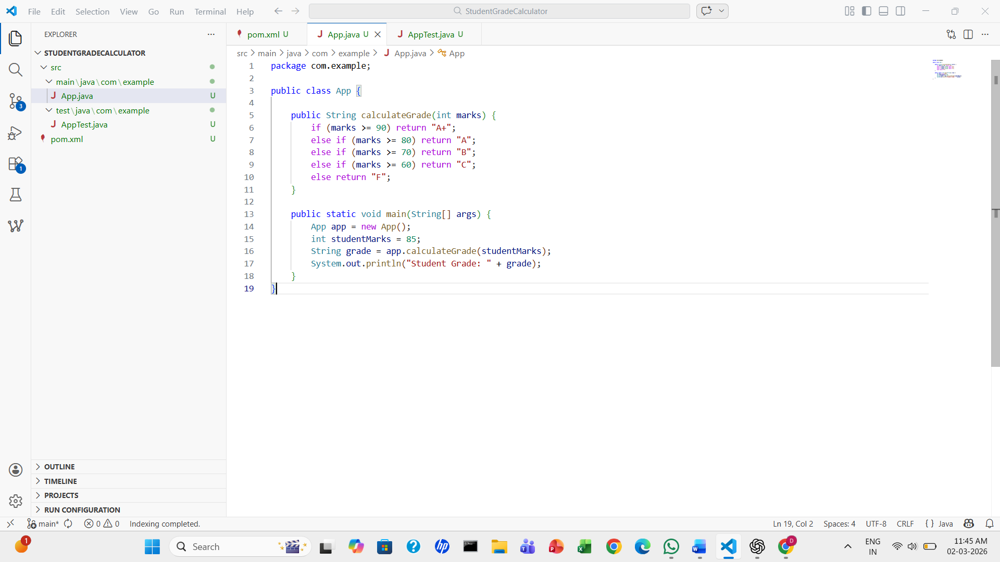 File Edit Selection View Go Run Terminal Help
StudentGradeCalculator
EXPLORER
STUDENTGRADECALCULATOR
src
main\java\com\example
App.java U
test\java\com\example
AppTest.java U
pom.xml U
3
1
OUTLINE
TIMELINE
PROJECTS
RUN CONFIGURATION
pom.xml U
App.java U
AppTest.java U
src > main > java > com > example > App.java > App
1 package com.example;
2
3 public class App {
4
5 public String calculateGrade(int marks) {
6 if (marks >= 90) return "A+";
7 else if (marks >= 80) return "A";
8 else if (marks >= 70) return "B";
9 else if (marks >= 60) return "C";
10 else return "F";
11 }
12
13 public static void main(String[] args) {
14 App app = new App();
15 int studentMarks = 85;
16 String grade = app.calculateGrade(studentMarks);
17 System.out.println("Student Grade: " + grade);
18 }
19 }
main* 0 0 Indexing completed.
Ln 19, Col 2 Spaces: 4 UTF-8 CRLF { } Java
1
Search
hp
D
ENG
IN
11:45 AM
02-03-2026